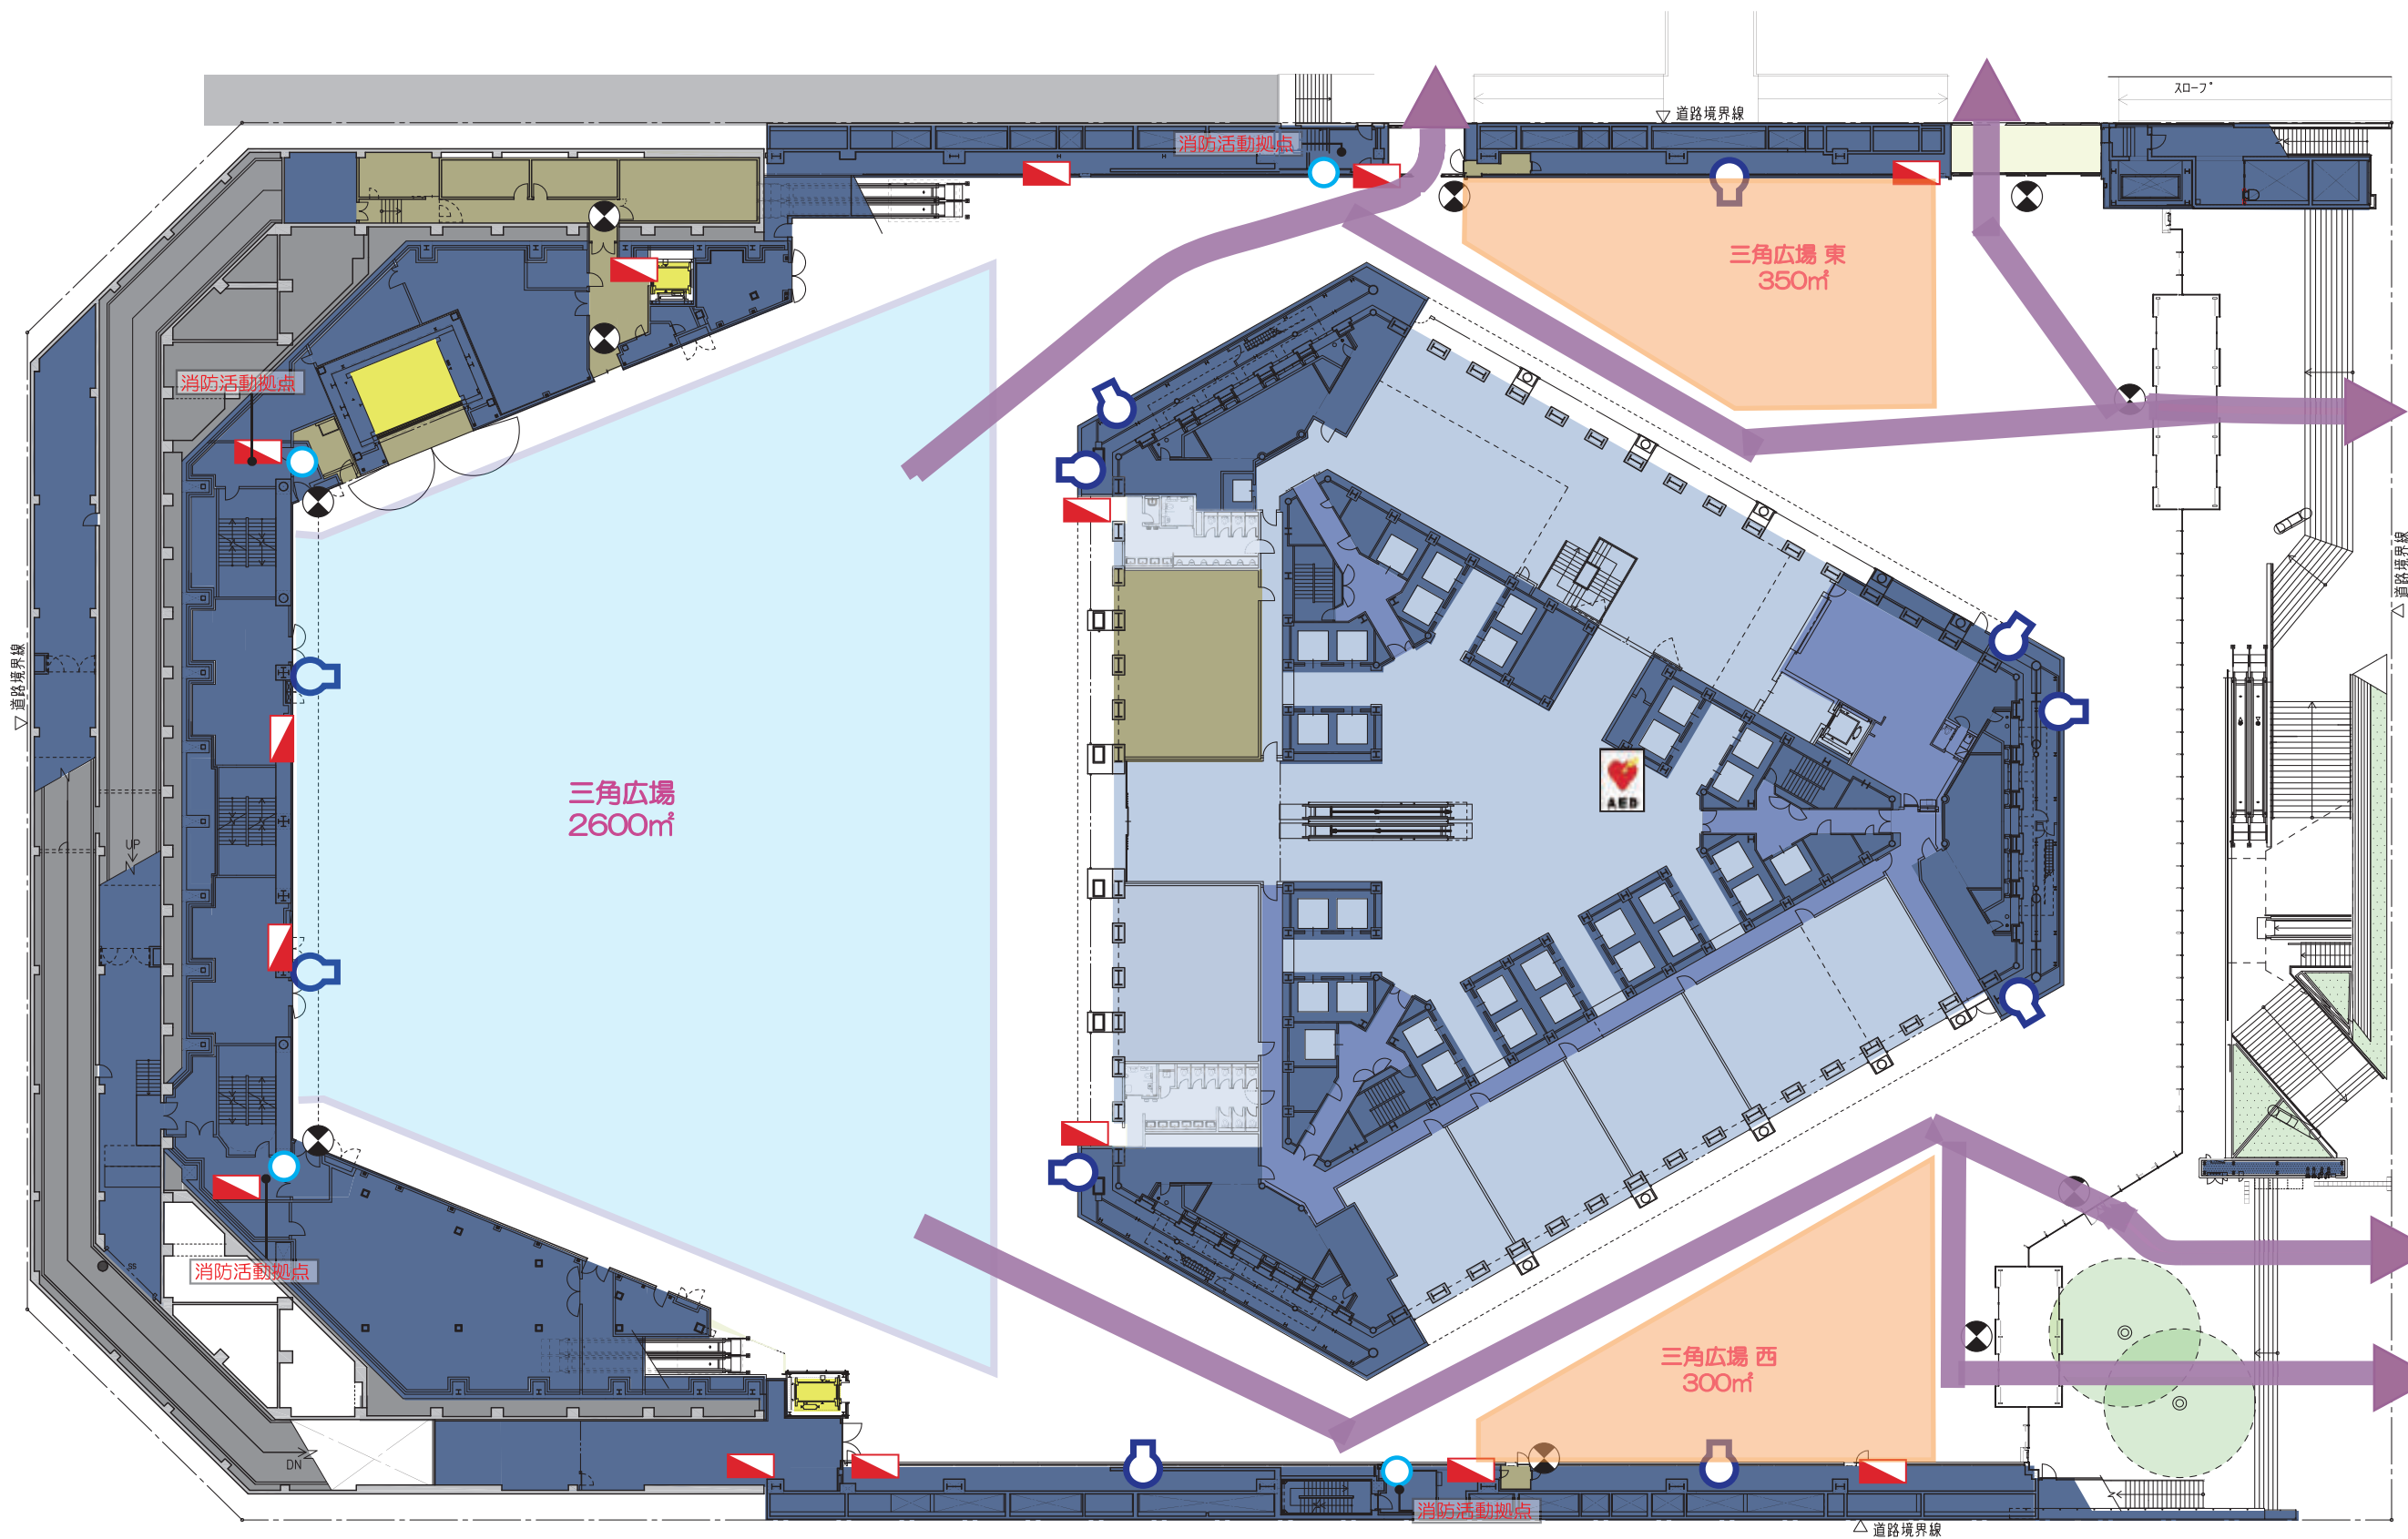 スロープ
▽ 道路境界線
消防活動拠点
三角広場 東
350㎡
消防活動拠点
道路境界線
▽ 道路境界線
AED
三角広場
2600㎡
UP
消防活動拠点
SS
三角広場 西
300㎡
DN
消防活動拠点
△ 道路境界線